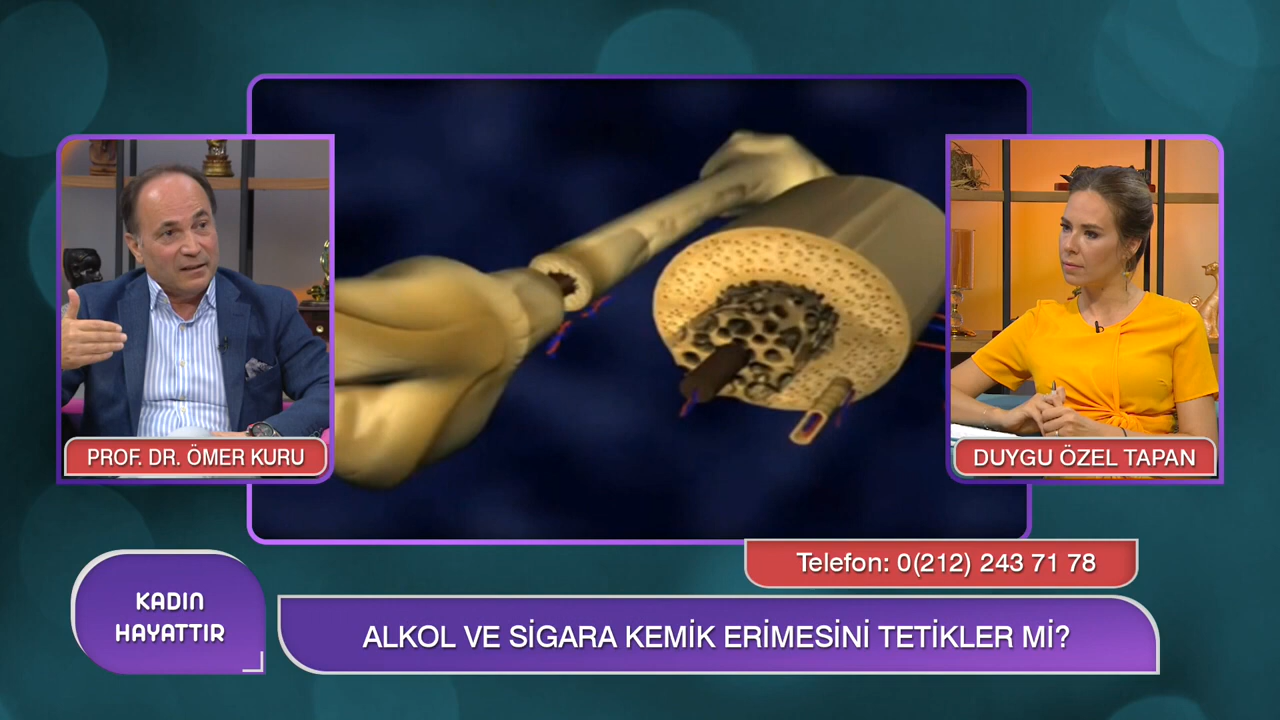 PROF. DR. ÖMER KURU
DUYGU ÖZEL TAPAN
Telefon: 0(212) 243 71 78
KADIN
HAYATTIR
ALKOL VE SİGARA KEMİK ERİMESİNİ TETİKLER Mİ?